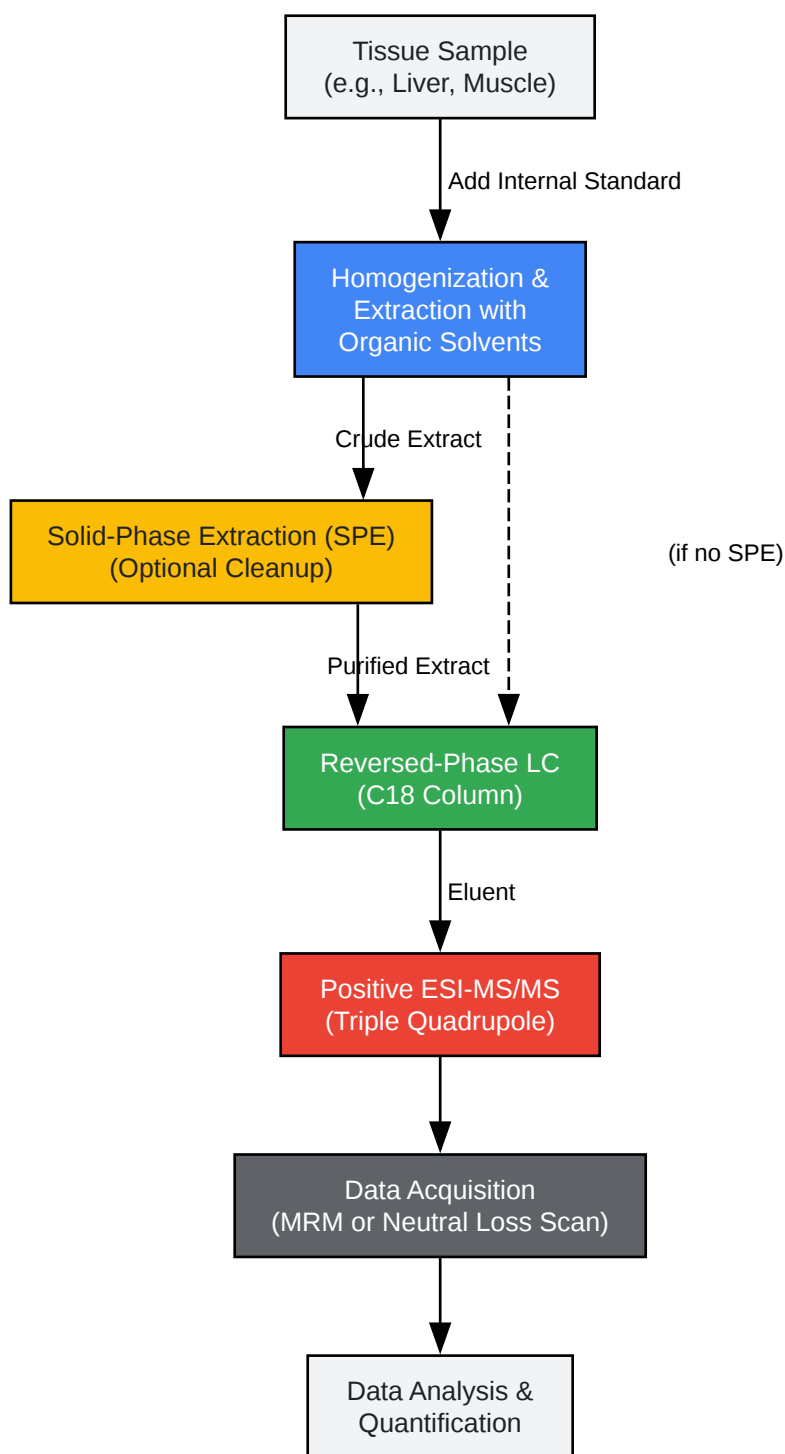 Tissue Sample
(e.g., Liver, Muscle)
Add Internal Standard
Homogenization &
Extraction with
Organic Solvents
Crude Extract
Solid-Phase Extraction (SPE)
(Optional Cleanup)
(if no SPE)
Purified Extract
Reversed-Phase LC
(C18 Column)
Eluent
Positive ESI-MS/MS
(Triple Quadrupole)
Data Acquisition
(MRM or Neutral Loss Scan)
Data Analysis &
Quantification